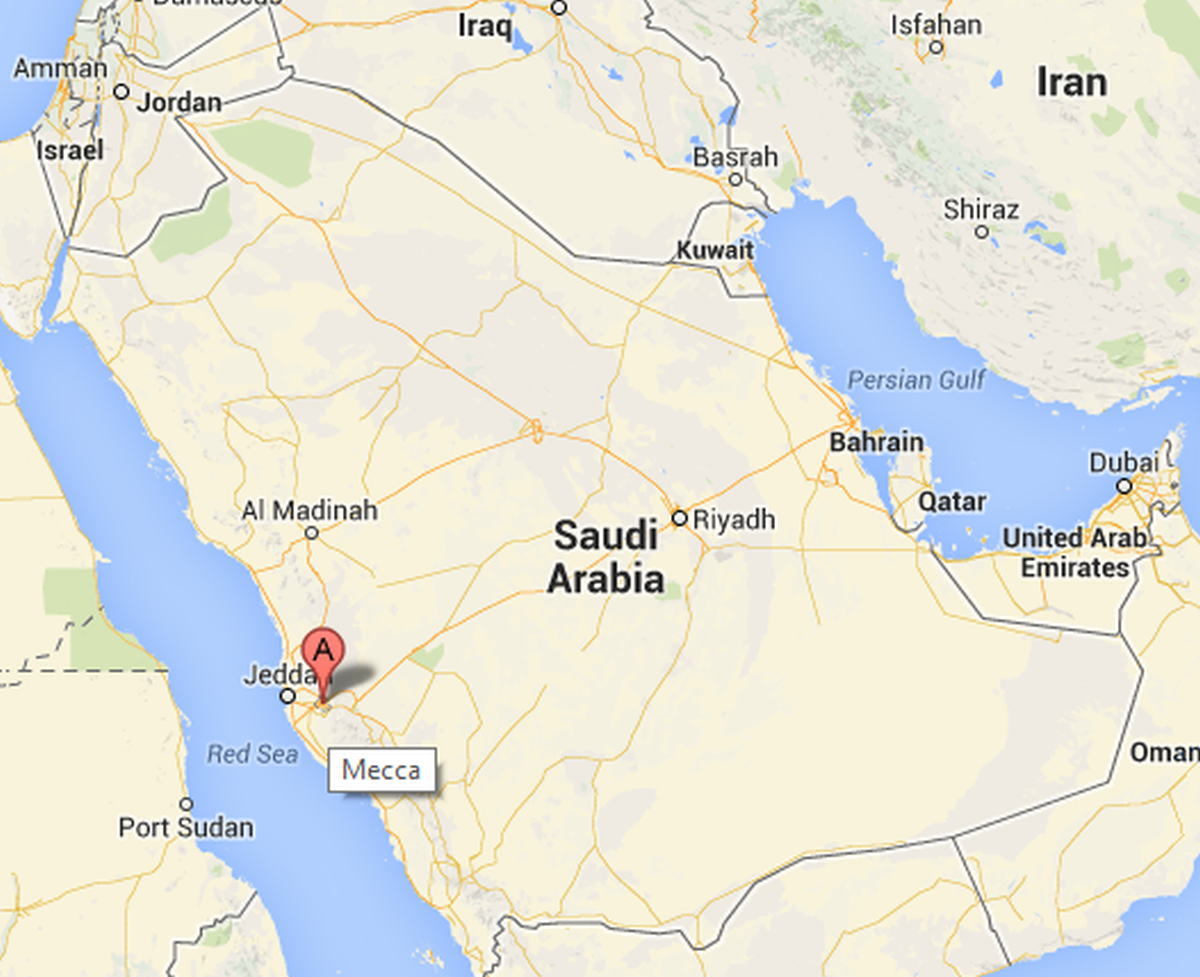 Damascus
Iraq
Isfahan
Amman
Iran
Jordan
Israel
Basrah
Shiraz
Kuwait
Persian Gulf
Bahrain
Dubai
Al Madinah
Qatar
Riyadh
Saudi
Arabia
United Arab
Emirates
A
Jeddah
Red Sea
Oman
Mecca
Port Sudan